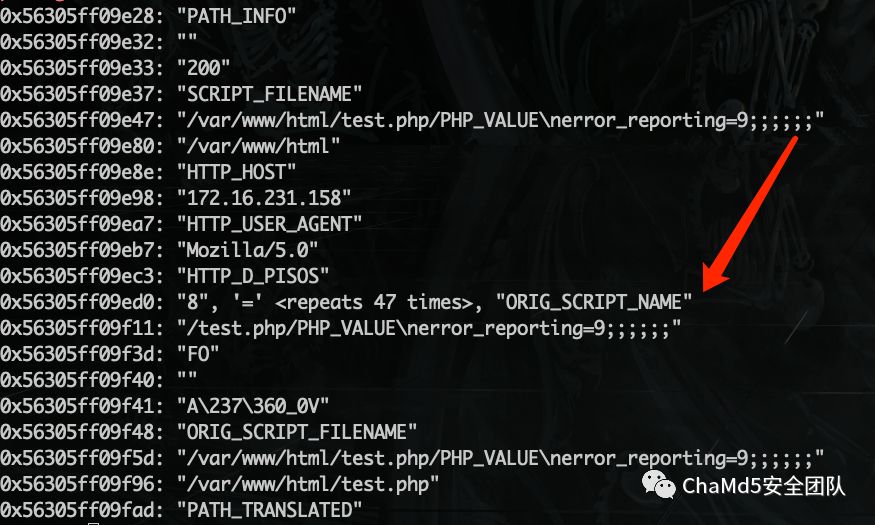 0x56305ff09e28: "PATH_INFO"
0x56305ff09e32: ""
0x56305ff09e33: "200"
0x56305ff09e37: "SCRIPT_FILENAME"
0x56305ff09e47: "/var/www/html/test.php/PHP_VALUE\nerror_reporting=9;;;;;;"
0x56305ff09e80: "/var/www/html"
0x56305ff09e8e: "HTTP_HOST"
0x56305ff09e98: "172.16.231.158"
0x56305ff09ea7: "HTTP_USER_AGENT"
0x56305ff09eb7: "Mozilla/5.0"
0x56305ff09ec3: "HTTP_D_PISOS"
0x56305ff09ed0: "8", '=' <repeats 47 times>, "ORIG_SCRIPT_NAME"
0x56305ff09f11: "/test.php/PHP_VALUE\nerror_reporting=9;;;;;;"
0x56305ff09f3d: "FO"
0x56305ff09f40: ""
0x56305ff09f41: "A\237\360_0V"
0x56305ff09f48: "ORIG_SCRIPT_FILENAME"
0x56305ff09f5d: "/var/www/html/test.php/PHP_VALUE\nerror_reporting=9;;;;;;"
0x56305ff09f96: "/var/www/html/test.php"
0x56305ff09fad: "PATH_TRANSLATED"
ChaMd5安全团队